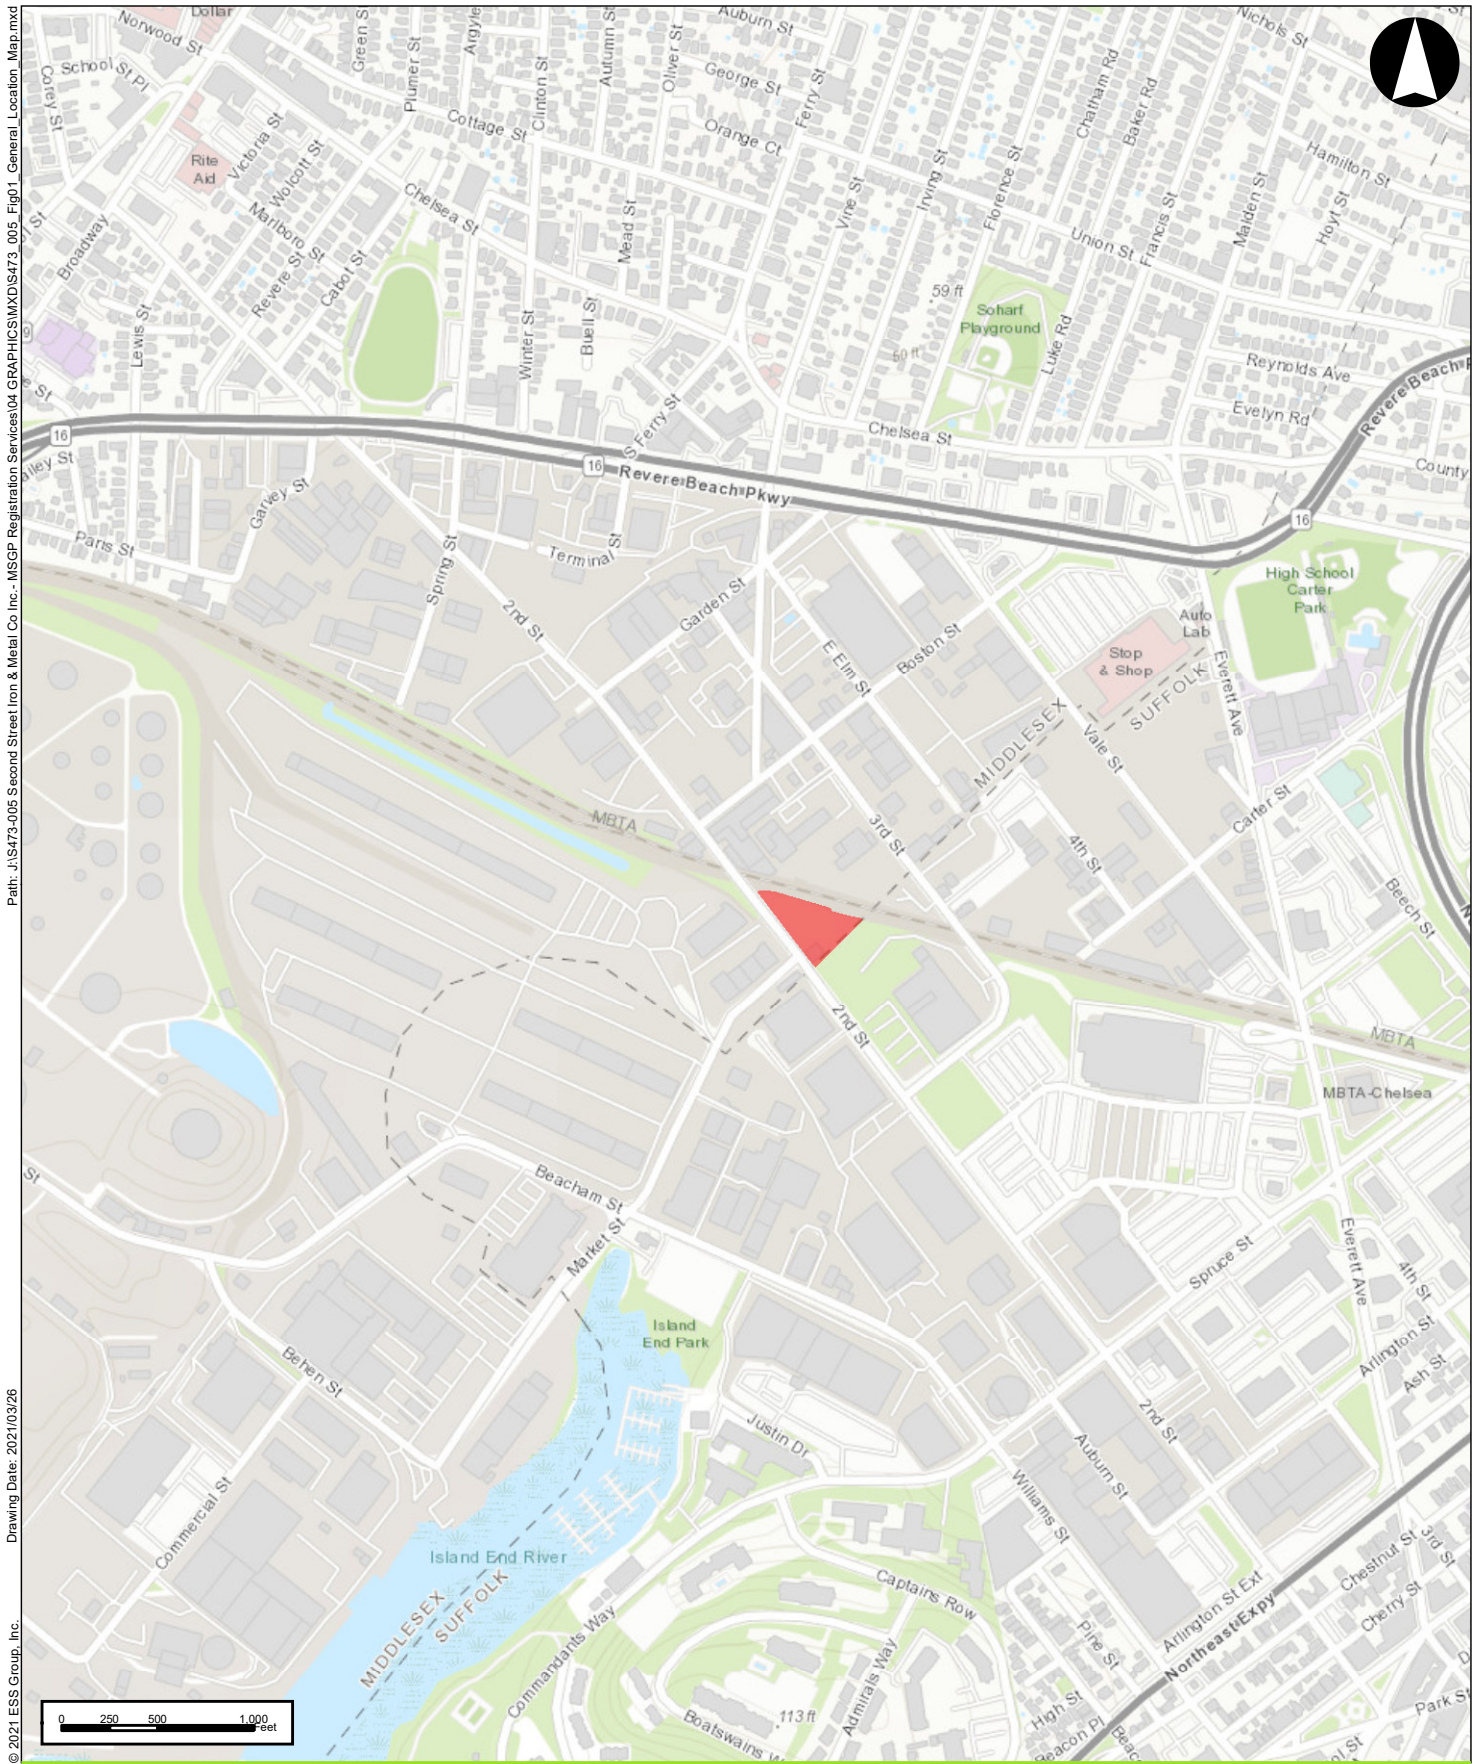 Path: J:\S473-005 Second Street Iron & Metal Co Inc.- MSGP Registration Services\04 GRAPHICS\MXD\S473_005_Fig01_General_Location_Map.mxd
Drawing Date: 2021/03/26
© 2021 ESS Group, Inc.
Dollar
Norwood St
School St Pl
Corey St
Green St
Plumer St
Argyle
Clinton St
Autumn St
Oliver St
Auburn St
George St
Ferry St
Nichols St
Chatham Rd
Baker Rd
Cottage St
Orange Ct
Hamilton St
Rite
Aid
Victoria St
Wolcott St
Marlboro St
Revere St
Cabot St
Chelsea St
Mead St
Vine St
Irving St
Florence St
Union St
Francis St
Malden St
Hoyt St
Broadway
Lewis St
Winter St
Buell St
59 ft
60 ft
Soharf
Playground
Luke Rd
Reynolds Ave
Evelyn Rd
Revere Beach P
S Ferry St
Chelsea St
16
16
Revere Beach Pkwy
16
County
ailey St
Garvey St
Paris St
Spring St
Terminal St
2nd St
Garden St
E Elm St
Boston St
High School
Carter
Park
Auto
Lab
Stop
& Shop
Everett Ave
MIDDLESEX
SUFFOLK
Vale St
MBTA
3rd St
4th St
Carter St
Beech St
2nd St
MBTA
MBTA-Chelsea
St
Beacham St
Market St
Spruce St
Everett Ave
4th St
Arlington St
Ash St
Island
End Park
Behen St
Justin Dr
2nd St
Auburn St
Williams St
Commercial St
Island End River
MIDDLESEX
SUFFOLK
Captains Row
Commandants Way
Admirals Way
Boatswains W
113 ft
Pine St
High St
Beacon Pl
Beac
Arlington St Ext
Northeast Expy
Chestnut St
3rd St
Cherry St
Park St
ol St
0 250 500 1,000
Feet